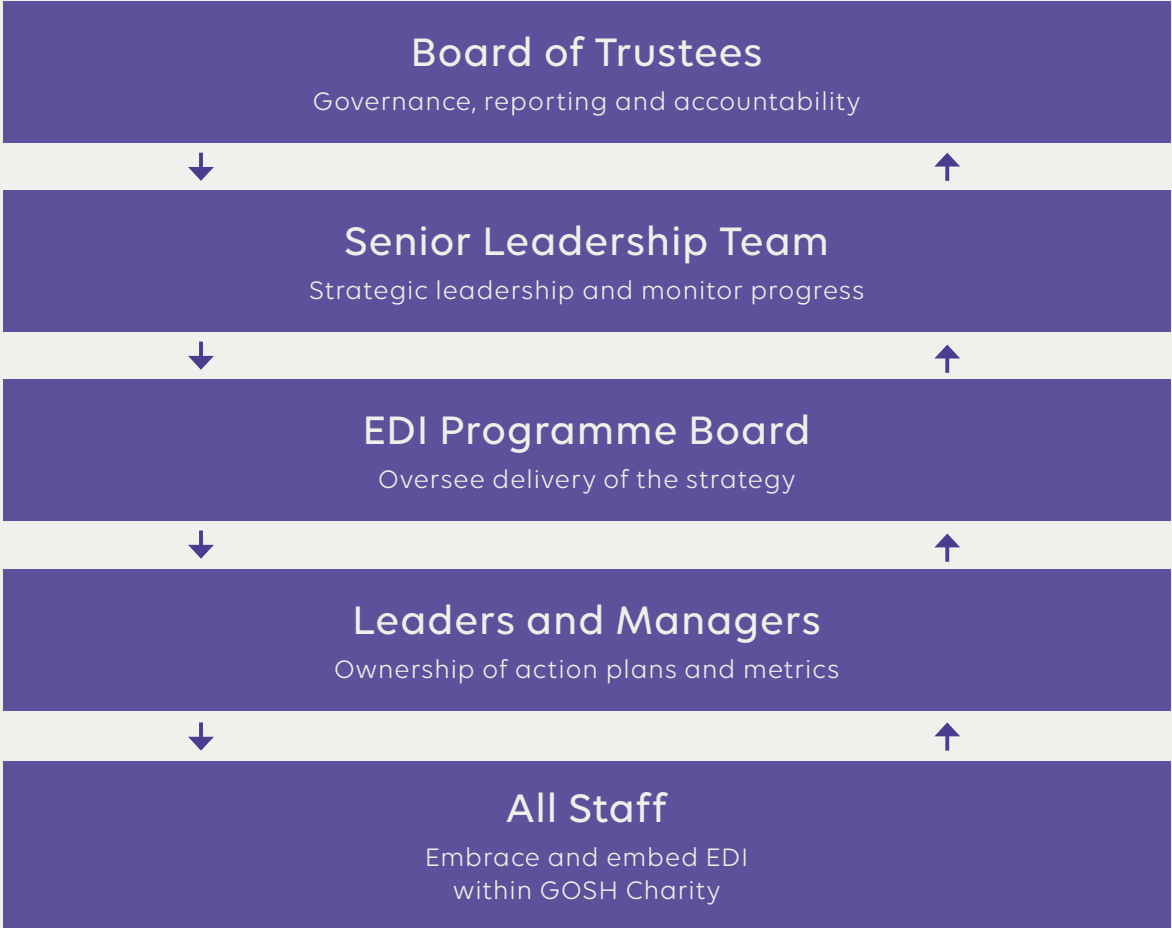 Board of Trustees
Governance, reporting and accountability
Senior Leadership Team
Strategic leadership and monitor progress
EDI Programme Board
Oversee delivery of the strategy
Leaders and Managers
Ownership of action plans and metrics
All Staff
Embrace and embed EDI
within GOSH Charity